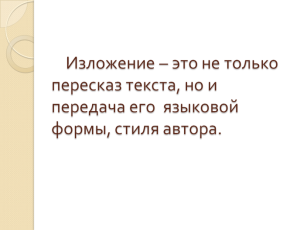 Изложение – это не только
пересказ текста, но и
передача его языковой
формы, стиля автора.